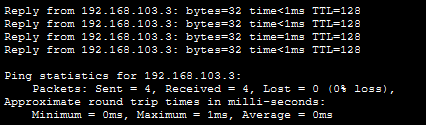 Reply from 192.168.103.3: bytes=32 time<1ms TTL=128
Reply from 192.168.103.3: bytes=32 time<1ms TTL=128
Reply from 192.168.103.3: bytes=32 time=1ms TTL=128
Reply from 192.168.103.3: bytes=32 time<1ms TTL=128
Ping statistics for 192.168.103.3:
Packets: Sent = 4, Received = 4, Lost = 0 (0% loss),
Approximate round trip times in milli-seconds:
Minimum = 0ms, Maximum = 1ms, Average = 0ms